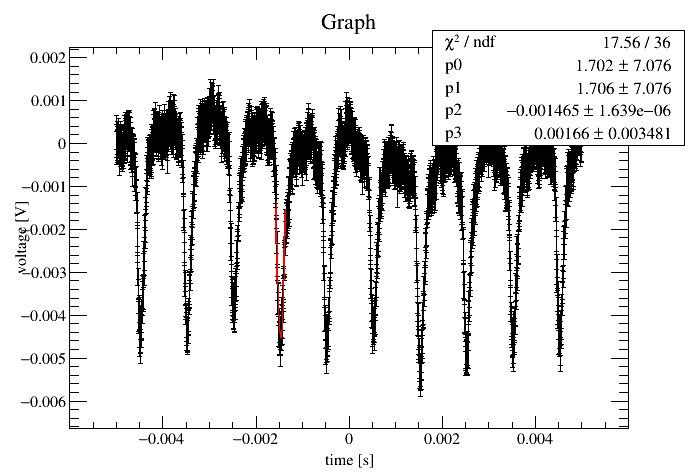 Graph
χ² / ndf 17.56 / 36
p0 1.702 ± 7.076
p1 1.706 ± 7.076
p2 −0.001465 ± 1.639e−06
p3 0.00166 ± 0.003481
0.002
0.001
0
−0.001
−0.002
−0.003
−0.004
−0.005
−0.006
voltage [V]
−0.004 −0.002 0 0.002 0.004
time [s]